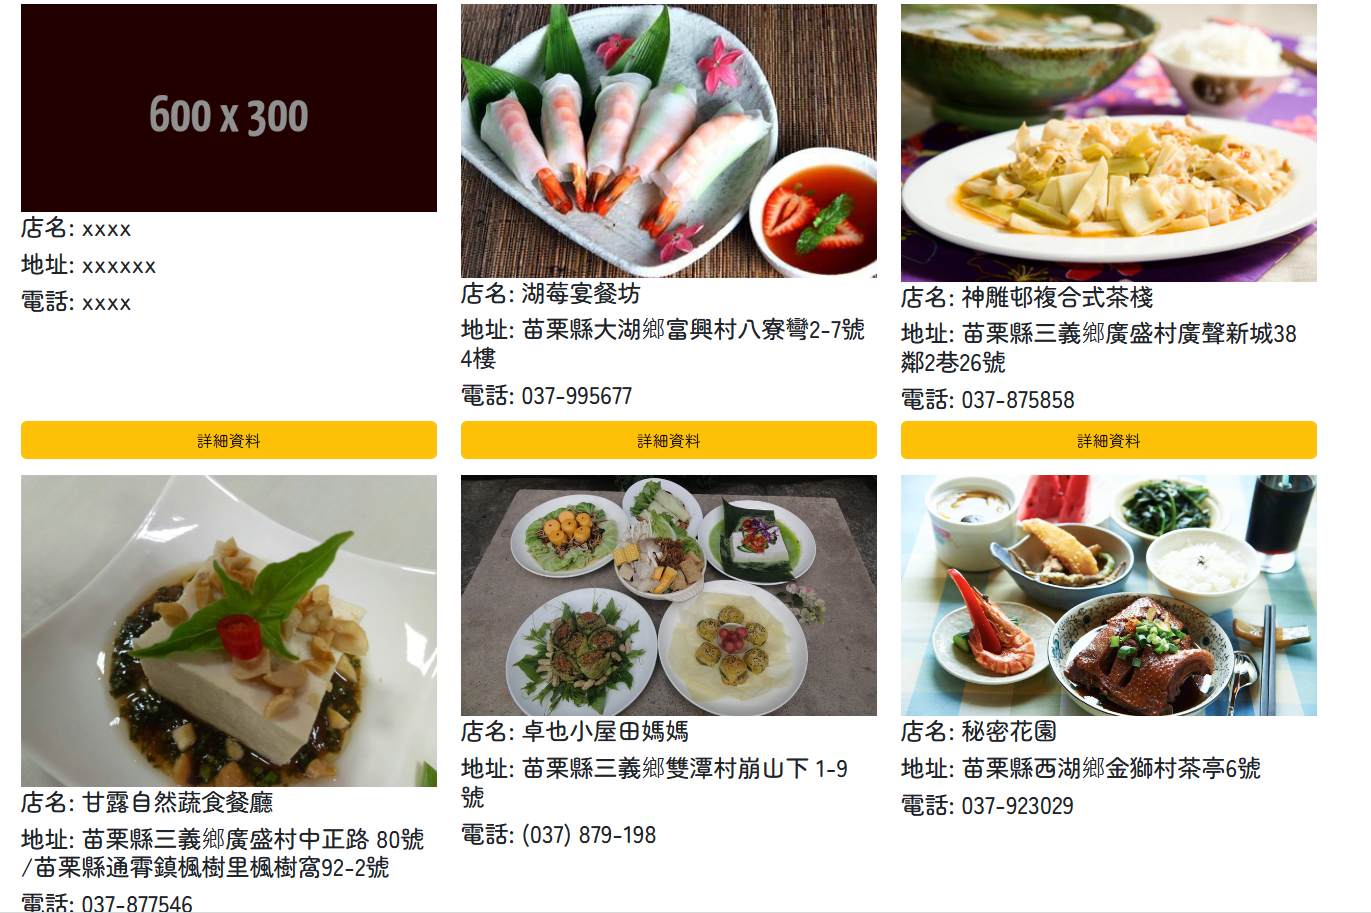 600 x 300
店名: xxxx
地址: xxxxxx
電話: xxxx
詳細資料
店名: 湖莓宴餐坊
地址: 苗栗縣大湖鄉富興村八寮彎2-7號
4樓
電話: 037-995677
詳細資料
店名: 神雕邨複合式茶棧
地址: 苗栗縣三義鄉廣盛村廣聲新城38
鄰2巷26號
電話: 037-875858
詳細資料
店名: 甘露自然蔬食餐廳
地址: 苗栗縣三義鄉廣盛村中正路 80號
/苗栗縣通霄鎮楓樹里楓樹窩92-2號
電話: 037-877546
店名: 卓也小屋田媽媽
地址: 苗栗縣三義鄉雙潭村崩山下 1-9
號
電話: (037) 879-198
店名: 秘密花園
地址: 苗栗縣西湖鄉金獅村茶亭6號
電話: 037-923029